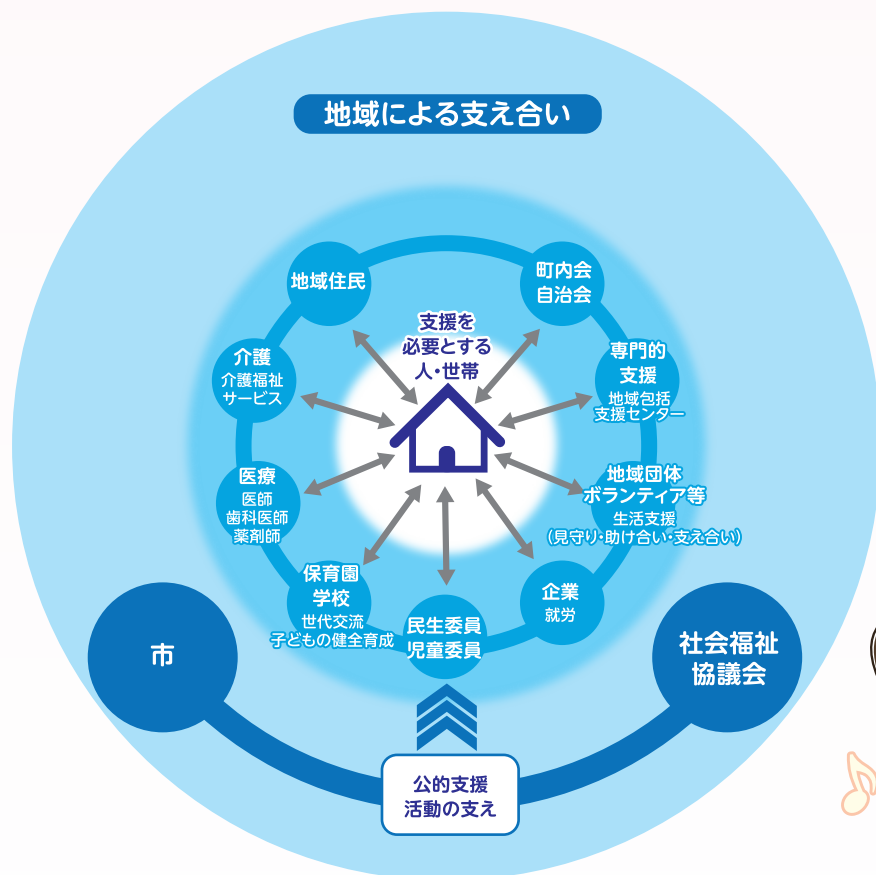 地域による支え合い
地域住民
町内会
自治会
支援を
必要とする
人・世帯
介護
介護福祉
サービス
専門的
支援
地域包括
支援センター
医療
医師
歯科医師
薬剤師
地域団体
ボランティア等
生活支援
(見守り・助け合い・支え合い)
保育園
学校
世代交流
子どもの健全育成
民生委員
児童委員
企業
就労
市
社会福祉
協議会
公的支援
活動の支え